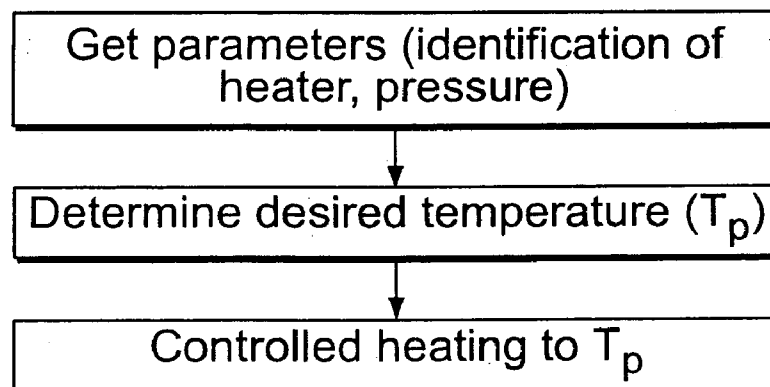 Get parameters (identification of
heater, pressure)
Determine desired temperature (Tp)
Controlled heating to Tp